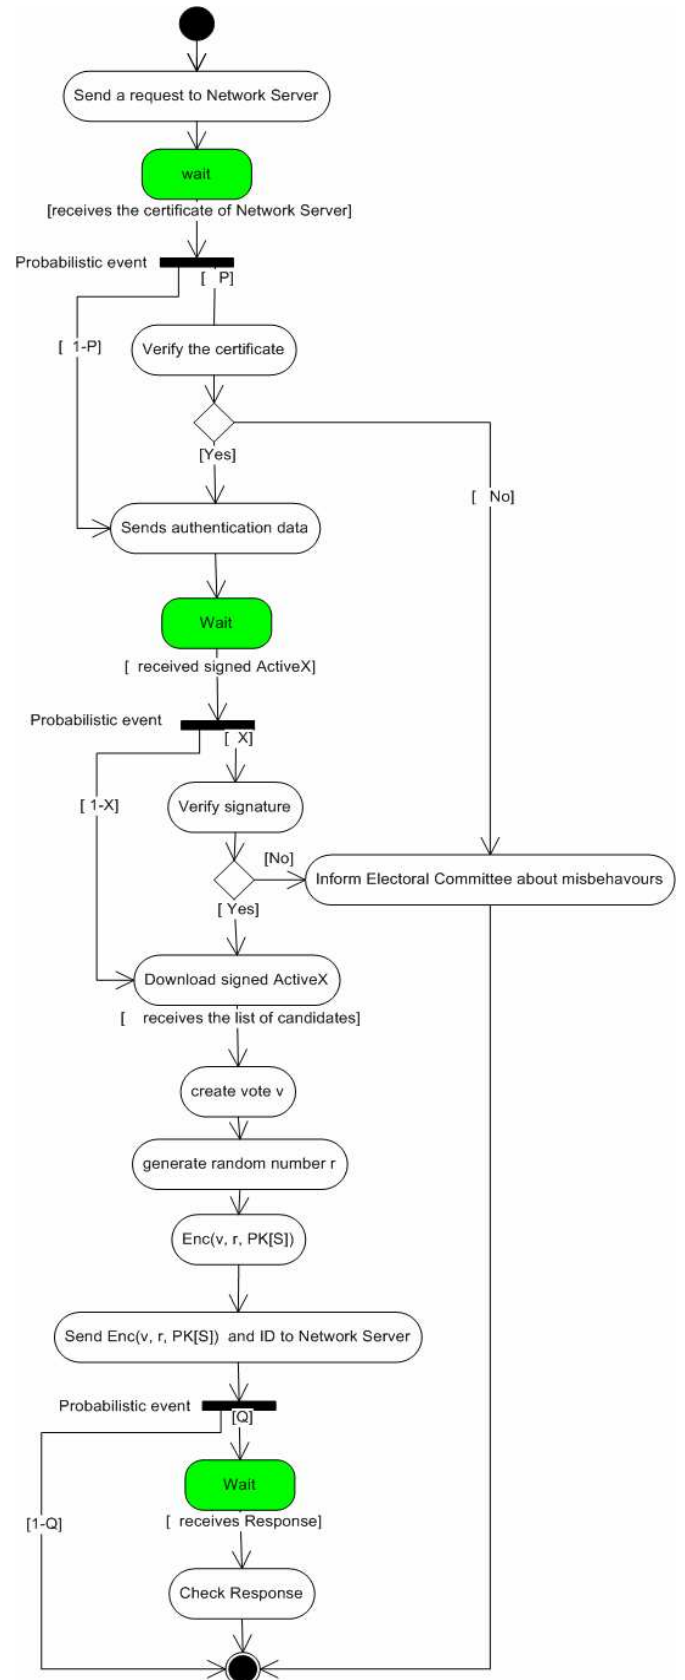 Send a request to Network Server
wait
[receives the certificate of Network Server]
Probabilistic event
[ P]
[ 1-P]
Verify the certificate
[Yes]
[ No]
Sends authentication data
Wait
[ received signed ActiveX]
Probabilistic event
[ X]
[ 1-X]
Verify signature
[No]
Inform Electoral Committee about misbehavours
[ Yes]
Download signed ActiveX
[ receives the list of candidates]
create vote v
generate random number r
Enc(v, r, PK[S])
Send Enc(v, r, PK[S]) and ID to Network Server
Probabilistic event
[Q]
Wait
[1-Q]
[ receives Response]
Check Response